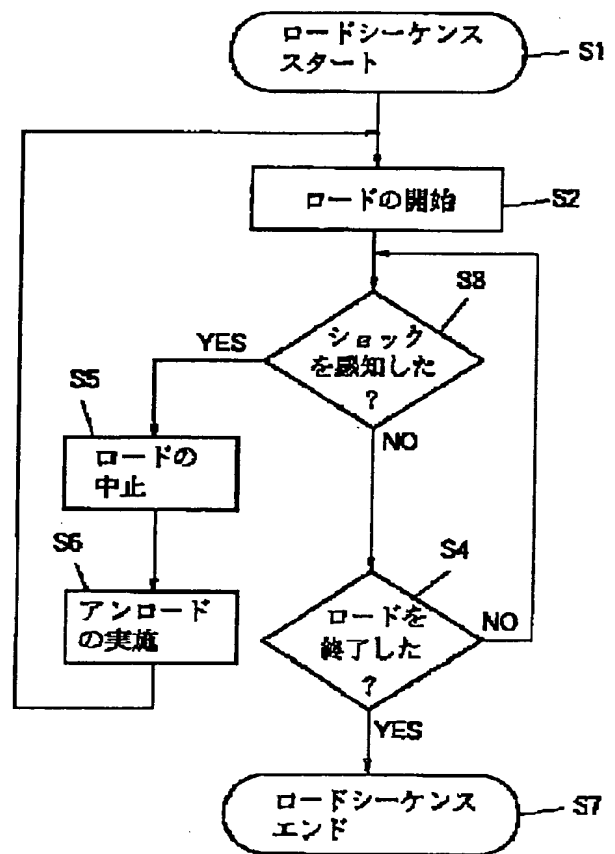 ロードシーケンス
スタート
S1
ロードの開始
S2
S3
ショック
を感知した
?
YES
NO
S5
ロードの
中止
S6
アンロード
の実施
S4
ロードを
終了した
?
NO
YES
ロードシーケンス
エンド
S7